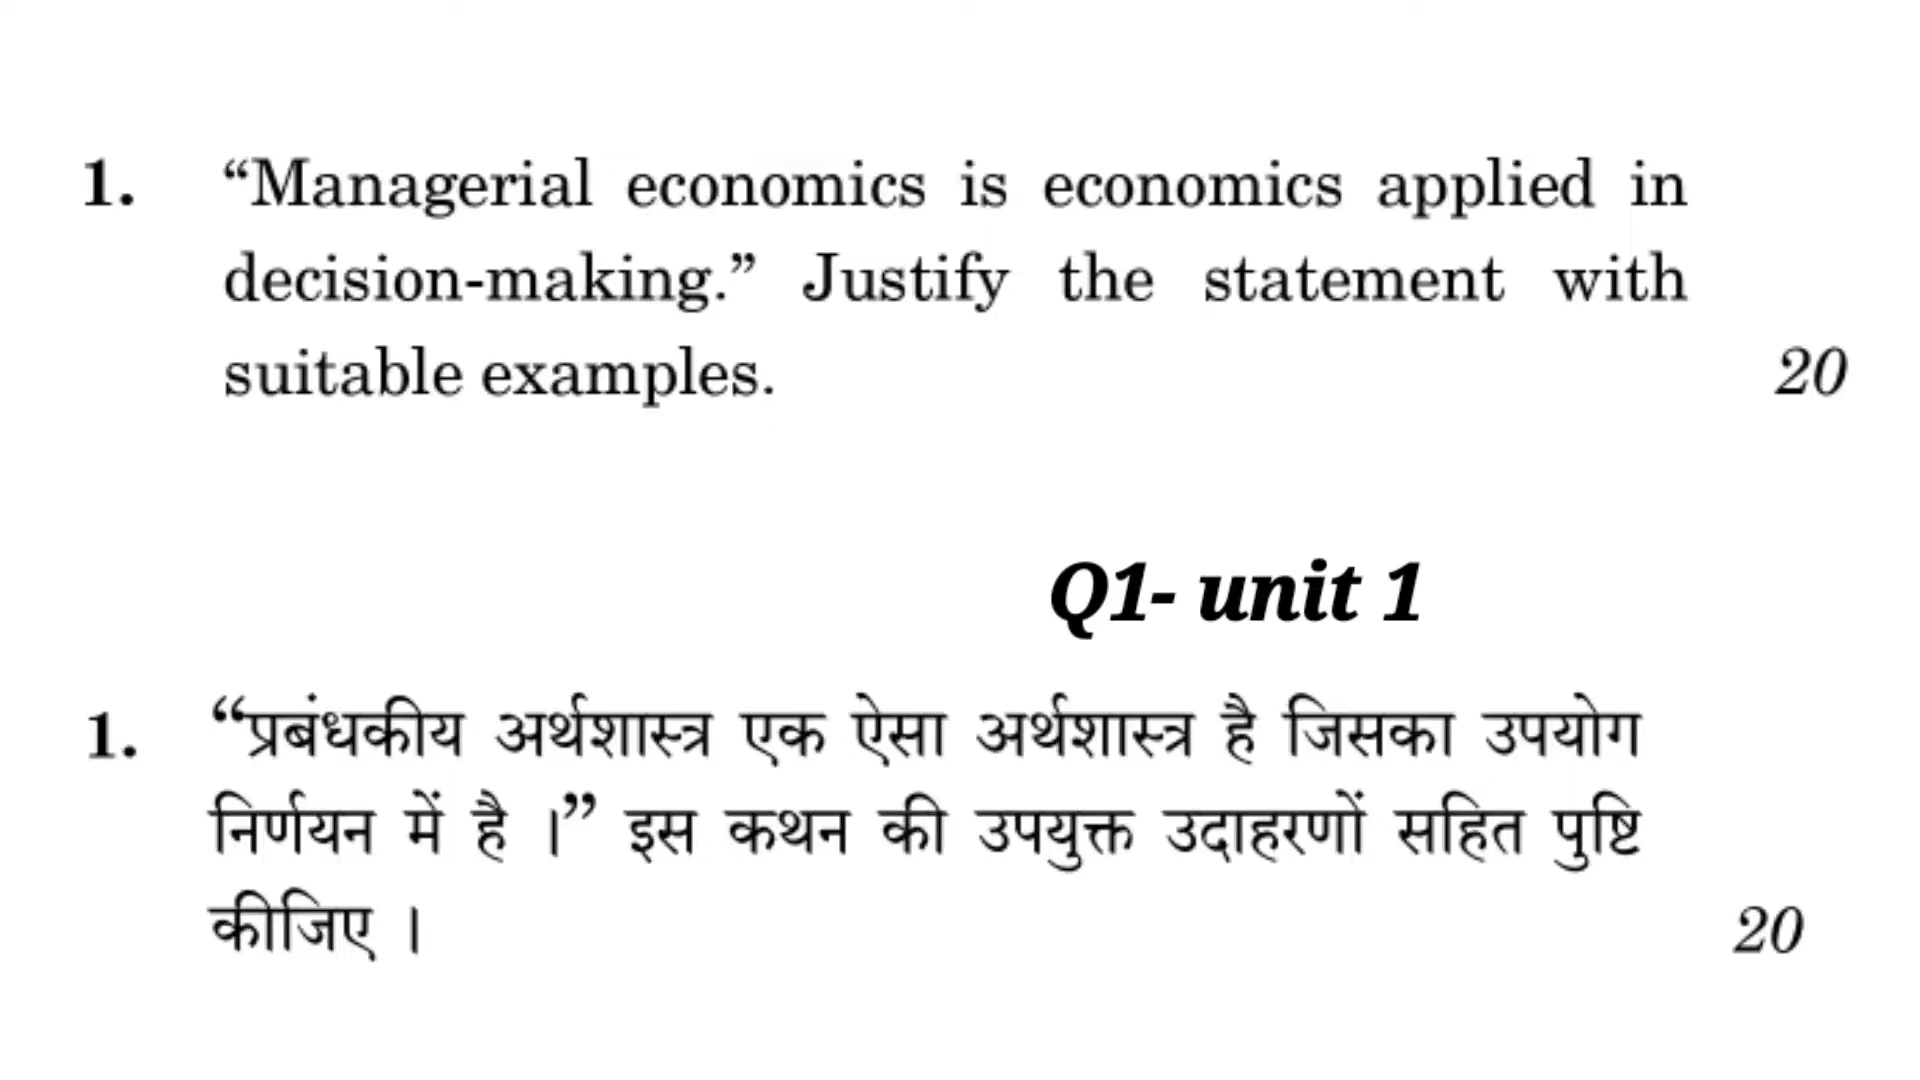 1. “Managerial economics is economics applied in
decision-making.” Justify the statement with
suitable examples. 20
Q1- unit 1
1. “प्रबंधकीय अर्थशास्त्र एक ऐसा अर्थशास्त्र है जिसका उपयोग
निर्णयन में है ।” इस कथन की उपयुक्त उदाहरणों सहित पुष्टि
कीजिए । 20